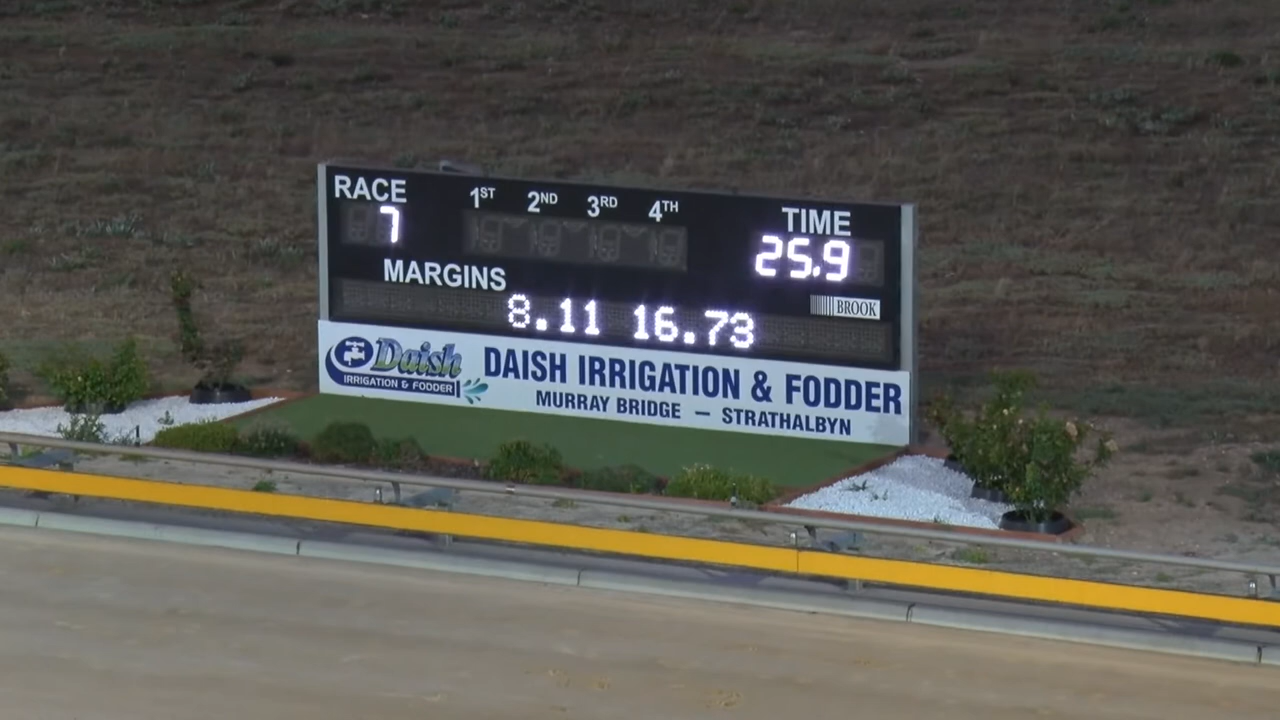 RACE 1ST 2ND 3RD 4TH TIME
7 25.9
MARGINS
8.11 16.73
BROOK
Daish
IRRIGATION & FODDER
DAISH IRRIGATION & FODDER
MURRAY BRIDGE — STRATHALBYN